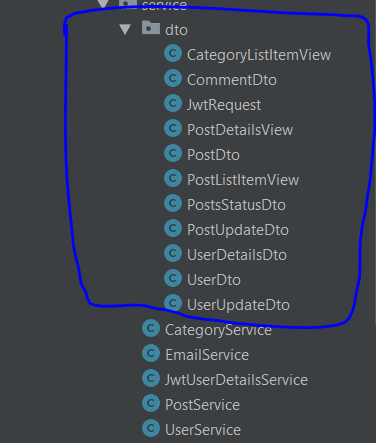 service
dto
CategoryListItemView
CommentDto
JwtRequest
PostDetailsView
PostDto
PostListItemView
PostsStatusDto
PostUpdateDto
UserDetailsDto
UserDto
UserUpdateDto
CategoryService
EmailService
JwtUserDetailsService
PostService
UserService